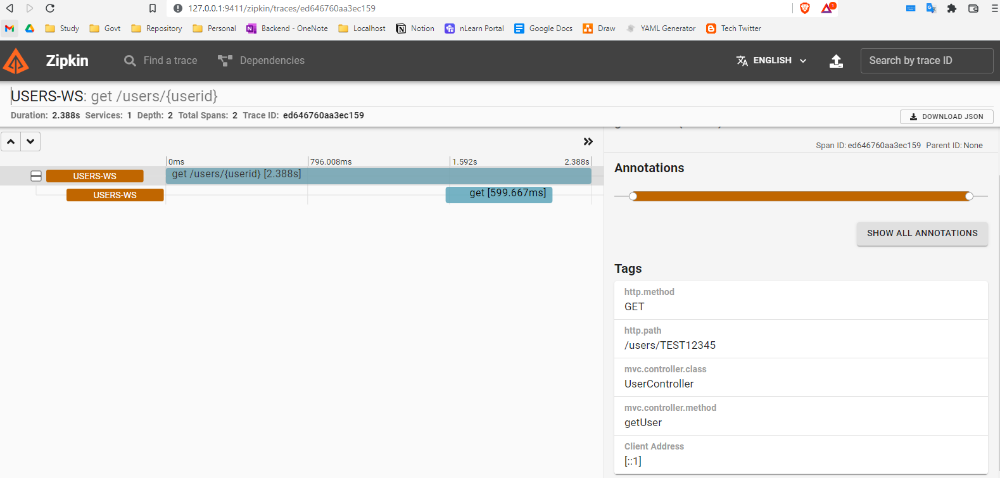 127.0.0.1:9411/zipkin/traces/ed646760aa3ec159
1
Study Govt Repository Personal Backend - OneNote Localhost Notion nLearn Portal Google Docs Draw YAML Generator Tech Twitter
Zipkin Find a trace Dependencies ENGLISH Search by trace ID
USERS-WS: get /users/{userid}
Duration: 2.388s Services: 1 Depth: 2 Total Spans: 2 Trace ID: ed646760aa3ec159 DOWNLOAD JSON
0ms 796.008ms 1.592s 2.388s
USERS-WS get /users/{userid} [2.388s]
USERS-WS get [599.667ms]
Span ID: ed646760aa3ec159 Parent ID: None
Annotations
SHOW ALL ANNOTATIONS
Tags
http.method
GET
http.path
/users/TEST12345
mvc.controller.class
UserController
mvc.controller.method
getUser
Client Address
[::1]